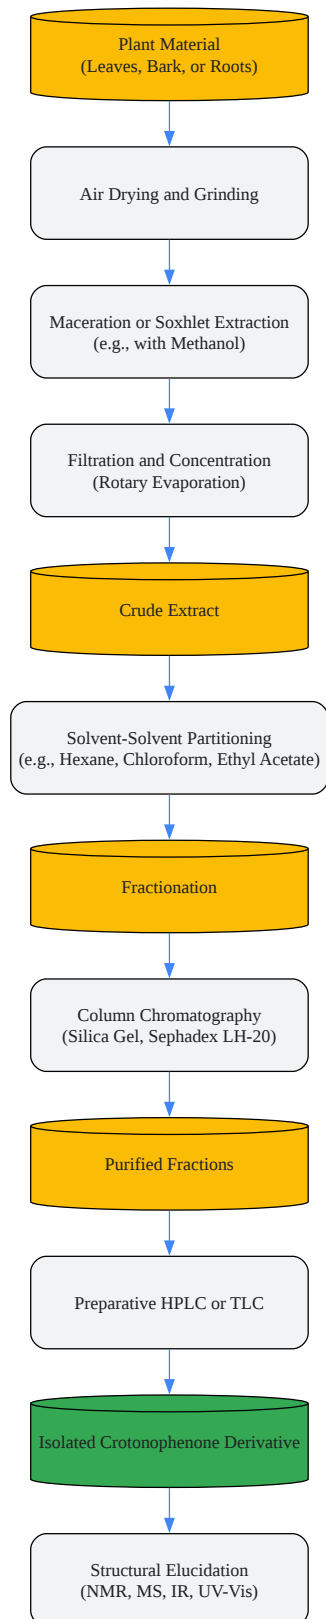 Plant Material
(Leaves, Bark, or Roots)
Air Drying and Grinding
Maceration or Soxhlet Extraction
(e.g., with Methanol)
Filtration and Concentration
(Rotary Evaporation)
Crude Extract
Solvent-Solvent Partitioning
(e.g., Hexane, Chloroform, Ethyl Acetate)
Fractionation
Column Chromatography
(Silica Gel, Sephadex LH-20)
Purified Fractions
Preparative HPLC or TLC
Isolated Crotonophenone Derivative
Structural Elucidation
(NMR, MS, IR, UV-Vis)